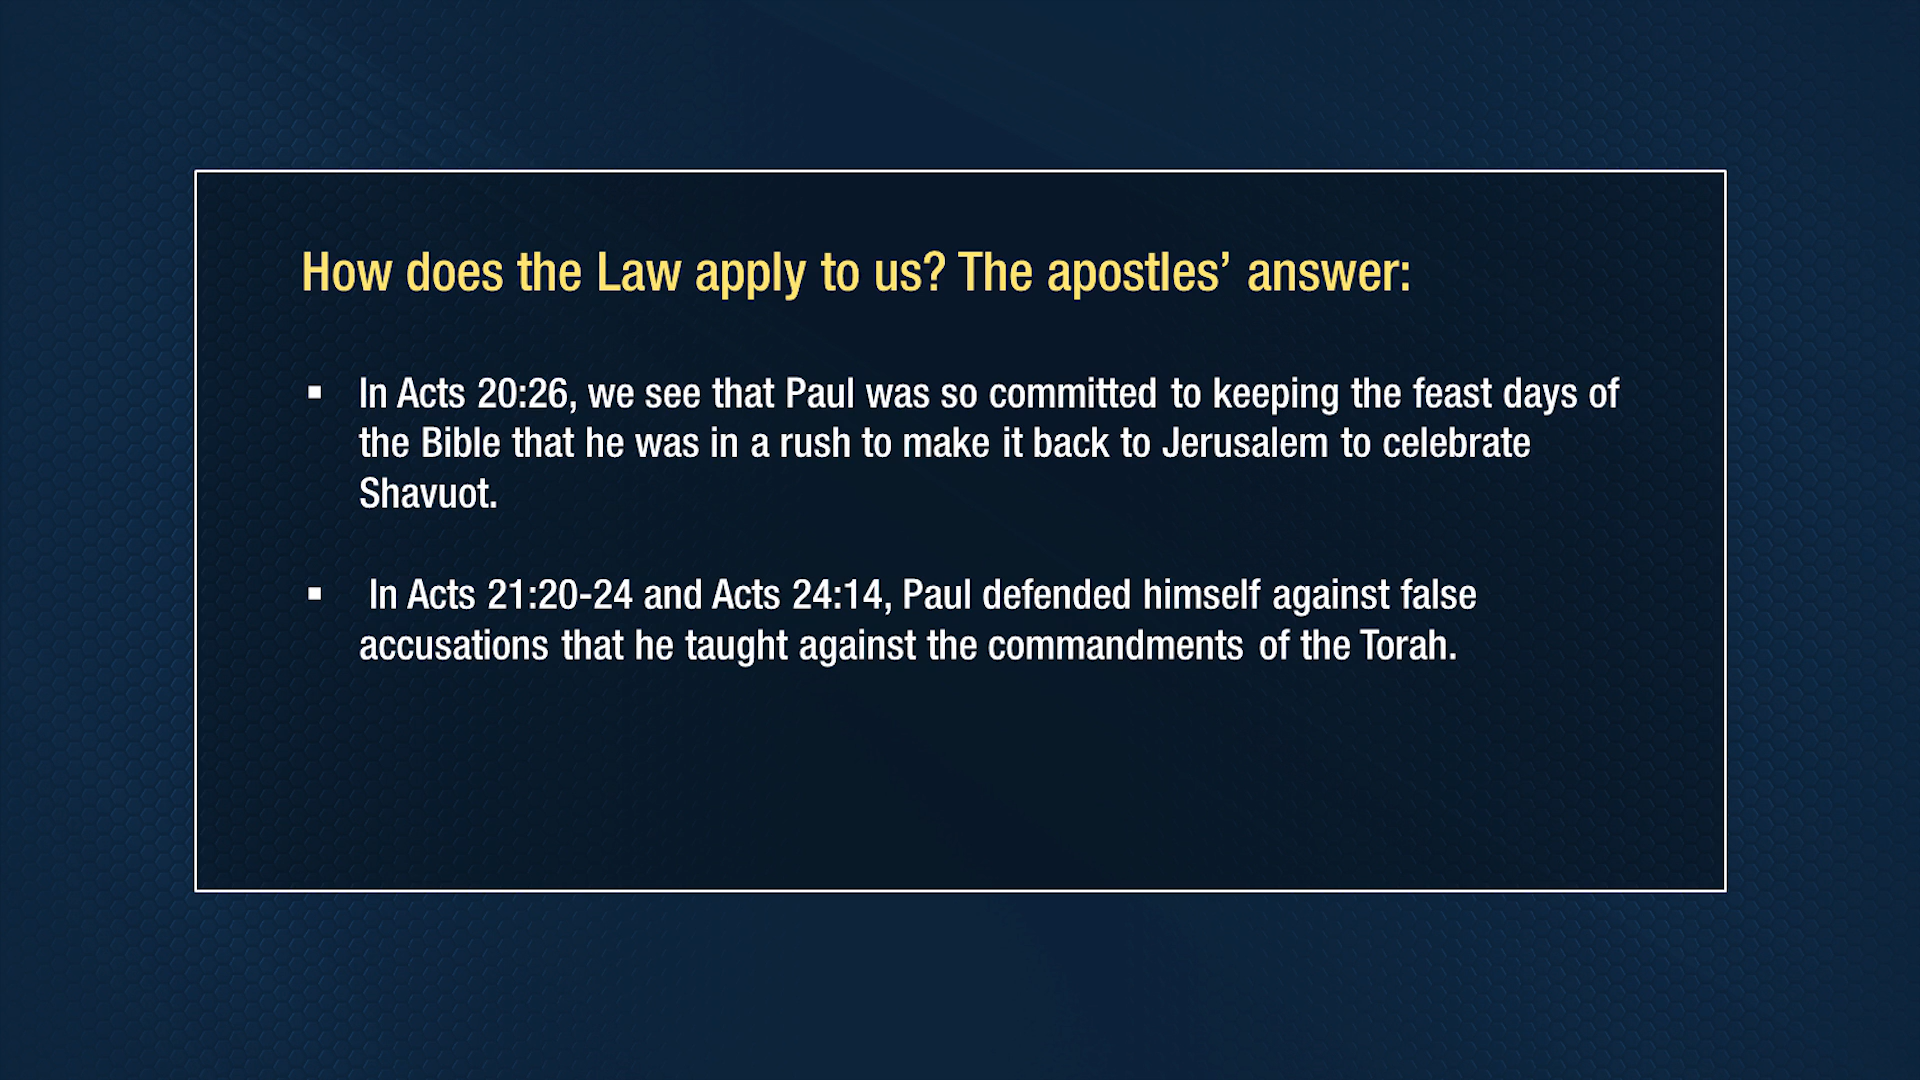 How does the Law apply to us? The apostles’ answer:
▪ In Acts 20:26, we see that Paul was so committed to keeping the feast days of
the Bible that he was in a rush to make it back to Jerusalem to celebrate
Shavuot.
▪ In Acts 21:20-24 and Acts 24:14, Paul defended himself against false
accusations that he taught against the commandments of the Torah.